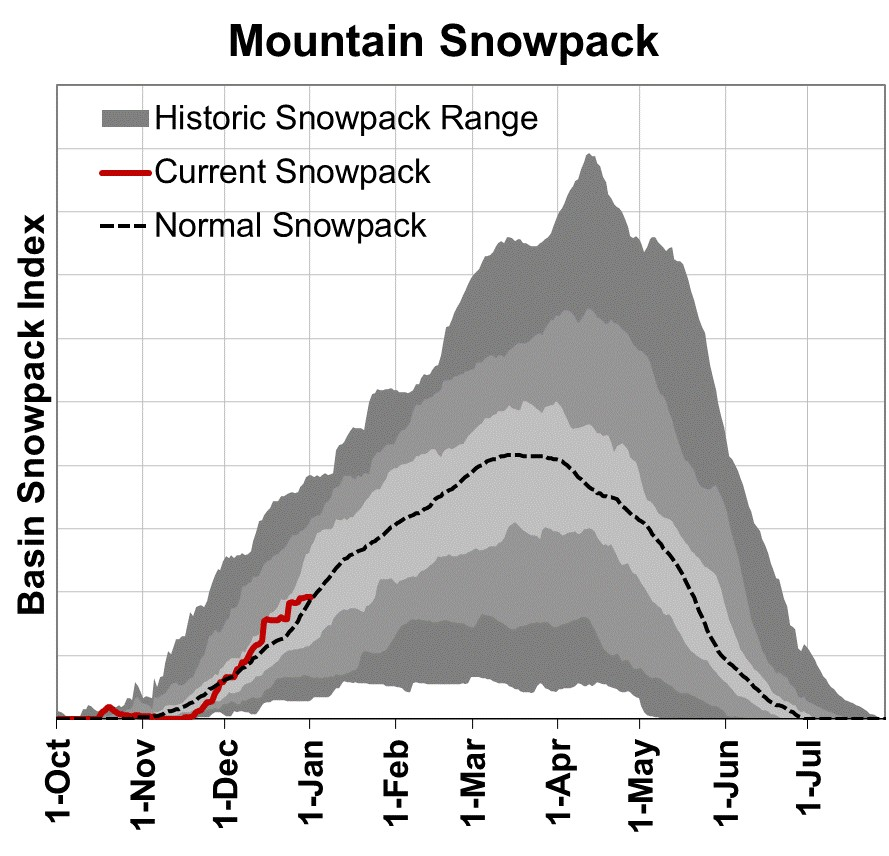 Mountain Snowpack
Historic Snowpack Range
Current Snowpack
Normal Snowpack
Basin Snowpack Index
1-Oct
1-Nov
1-Dec
1-Jan
1-Feb
1-Mar
1-Apr
1-May
1-Jun
1-Jul